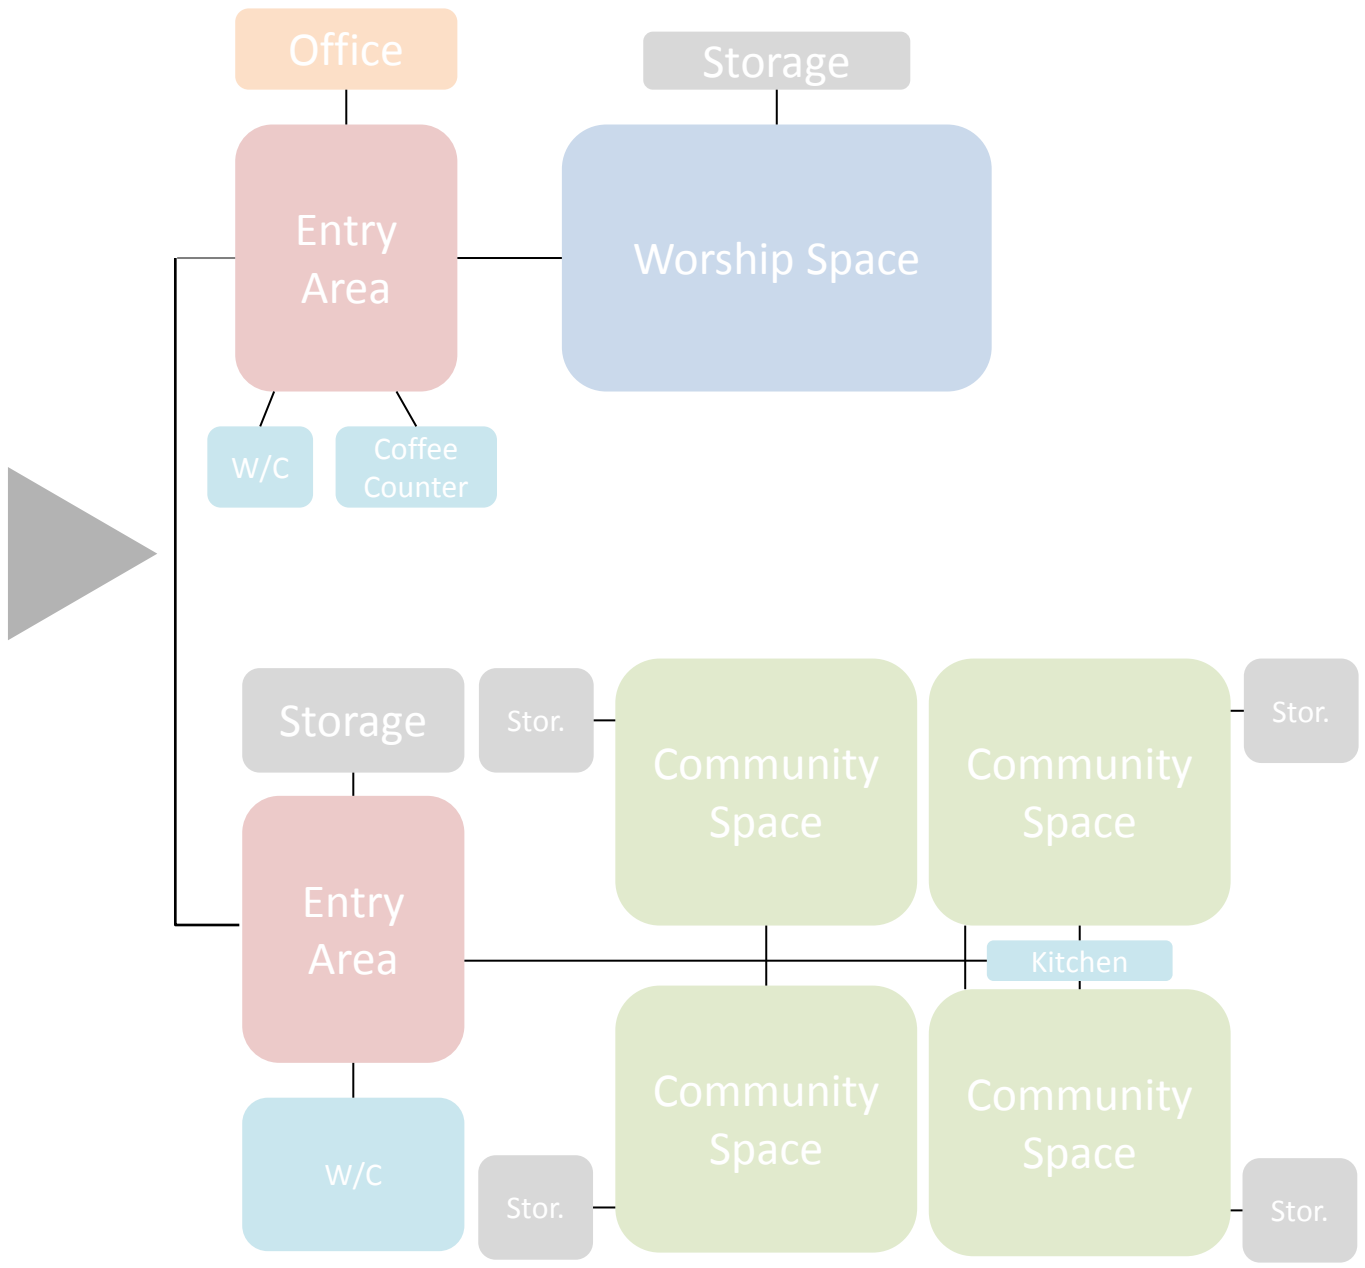 Office
Storage
Entry
Area
Worship Space
W/C
Coffee
Counter
Storage
Stor.
Community
Space
Community
Space
Stor.
Entry
Area
Kitchen
W/C
Stor.
Community
Space
Community
Space
Stor.